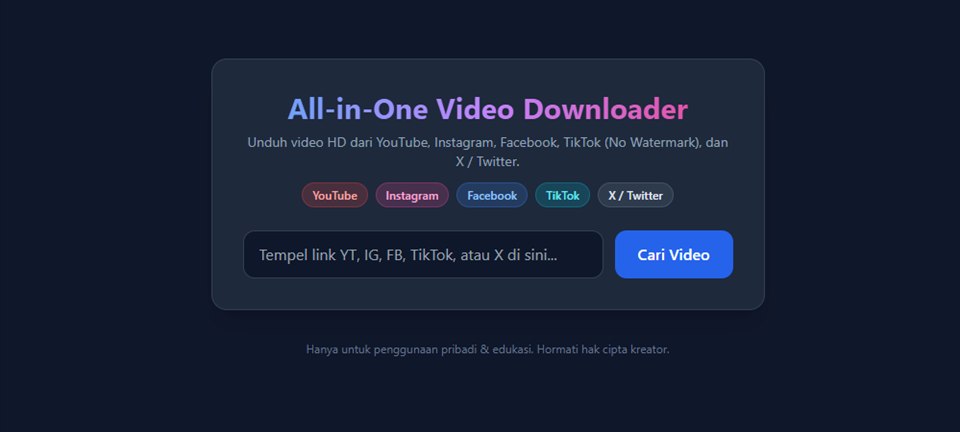 All-in-One Video Downloader
Unduh video HD dari YouTube, Instagram, Facebook, TikTok (No Watermark), dan
X / Twitter.
YouTube Instagram Facebook TikTok X / Twitter
Tempel link YT, IG, FB, TikTok, atau X di sini... Cari Video
Hanya untuk penggunaan pribadi & edukasi. Hormati hak cipta kreator.